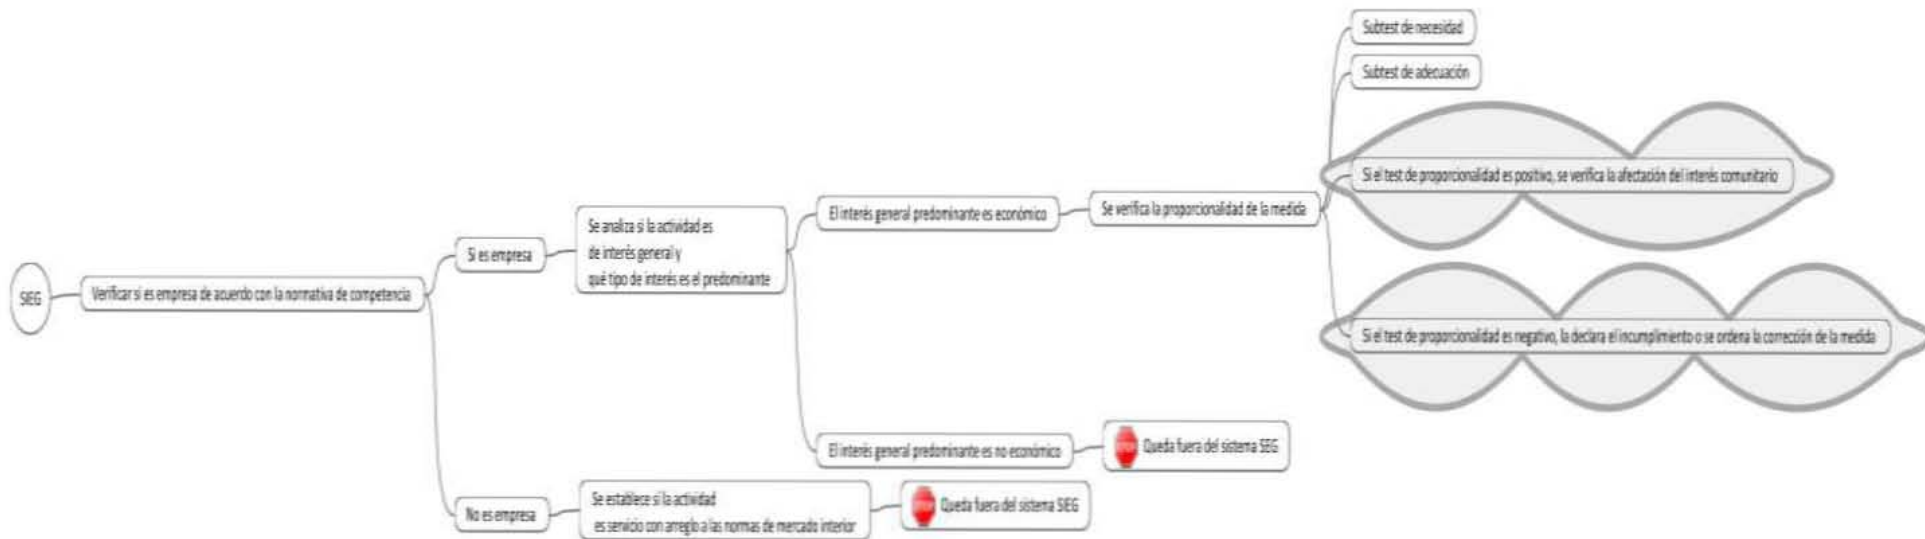 SIEG
Verificar si es empresa de acuerdo con la normativa de competencia
Si es empresa
Se analiza si la actividad es
de interés general y
qué tipo de interés es el predominante
El interés general predominante es económico
Se verifica la proporcionalidad de la medida
Subtest de necesidad
Subtest de adecuación
Si el test de proporcionalidad es positivo, se verifica la afectación del interés comunitario
Si el test de proporcionalidad es negativo, la declara el incumplimiento o se ordena la corrección de la medida
El interés general predominante es no económico
STOP
Queda fuera del sistema SEG
No es empresa
Se establece si la actividad
es servicio con arreglo a las normas de mercado interior
STOP
Queda fuera del sistema SIEG